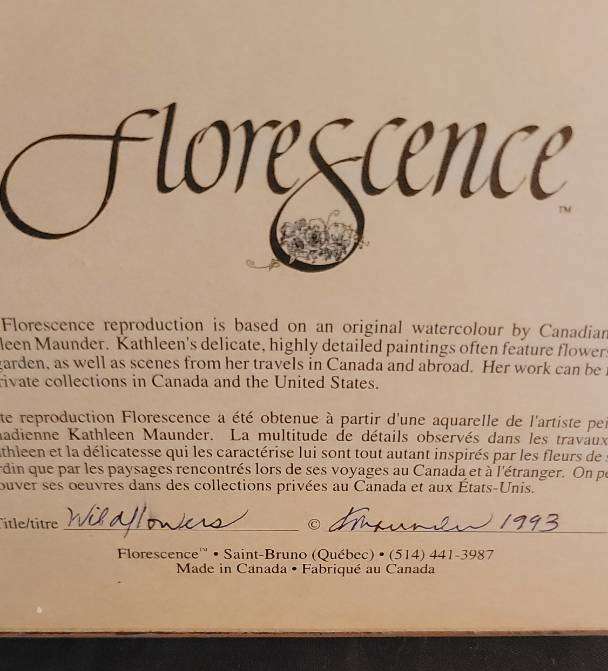 Florescence™
Florescence reproduction is based on an original watercolour by Canadian
leen Maunder. Kathleen's delicate, highly detailed paintings often feature flowers
garden, as well as scenes from her travels in Canada and abroad. Her work can be
rivate collections in Canada and the United States.
te reproduction Florescence a été obtenue à partir d'une aquarelle de l'artiste pei
nadienne Kathleen Maunder. La multitude de détails observés dans les travaux
thleen et la délicatesse qui les caractérise lui sont tout autant inspirés par les fleurs de s
rdin que par les paysages rencontrés lors de ses voyages au Canada et à l'étranger. On pe
ouver ses oeuvres dans des collections privées au Canada et aux États-Unis.
Title/titre Wildflowers © KMaunder 1993
Florescence™ • Saint-Bruno (Québec) • (514) 441-3987
Made in Canada • Fabriqué au Canada